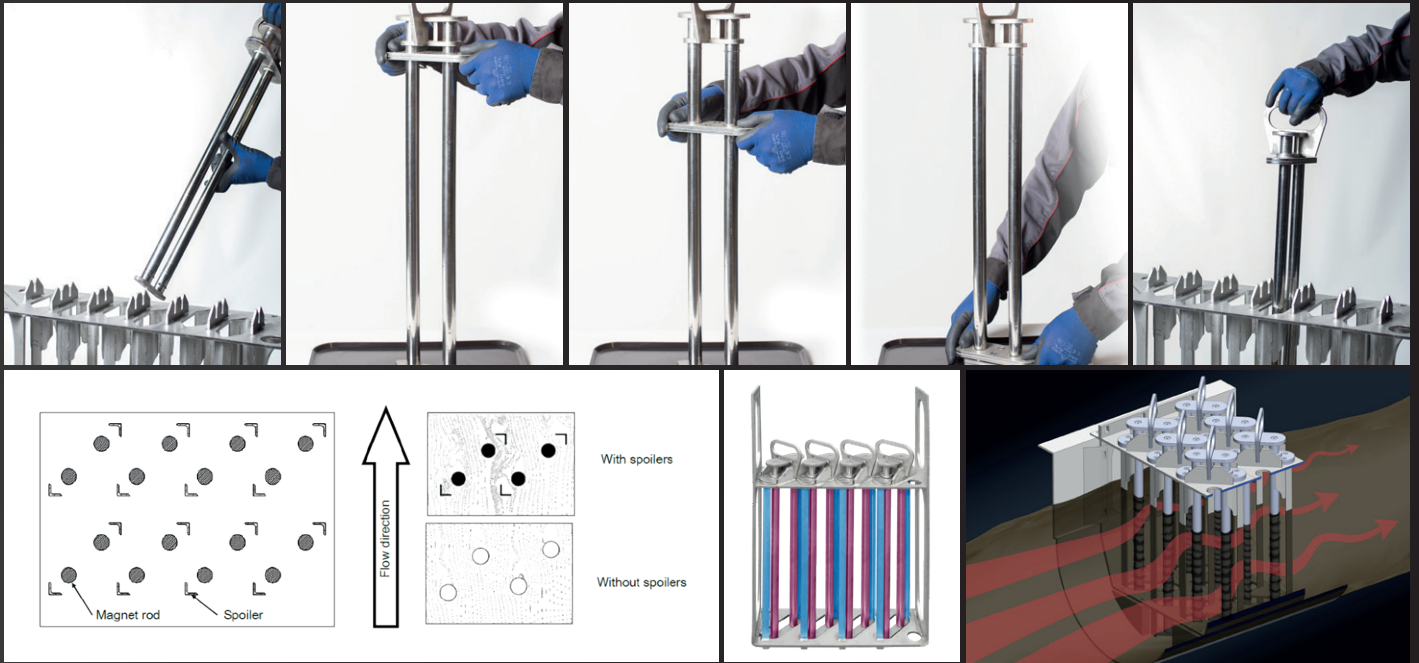 With spoilers
Flow direction
Without spoilers
Magnet rod
Spoiler